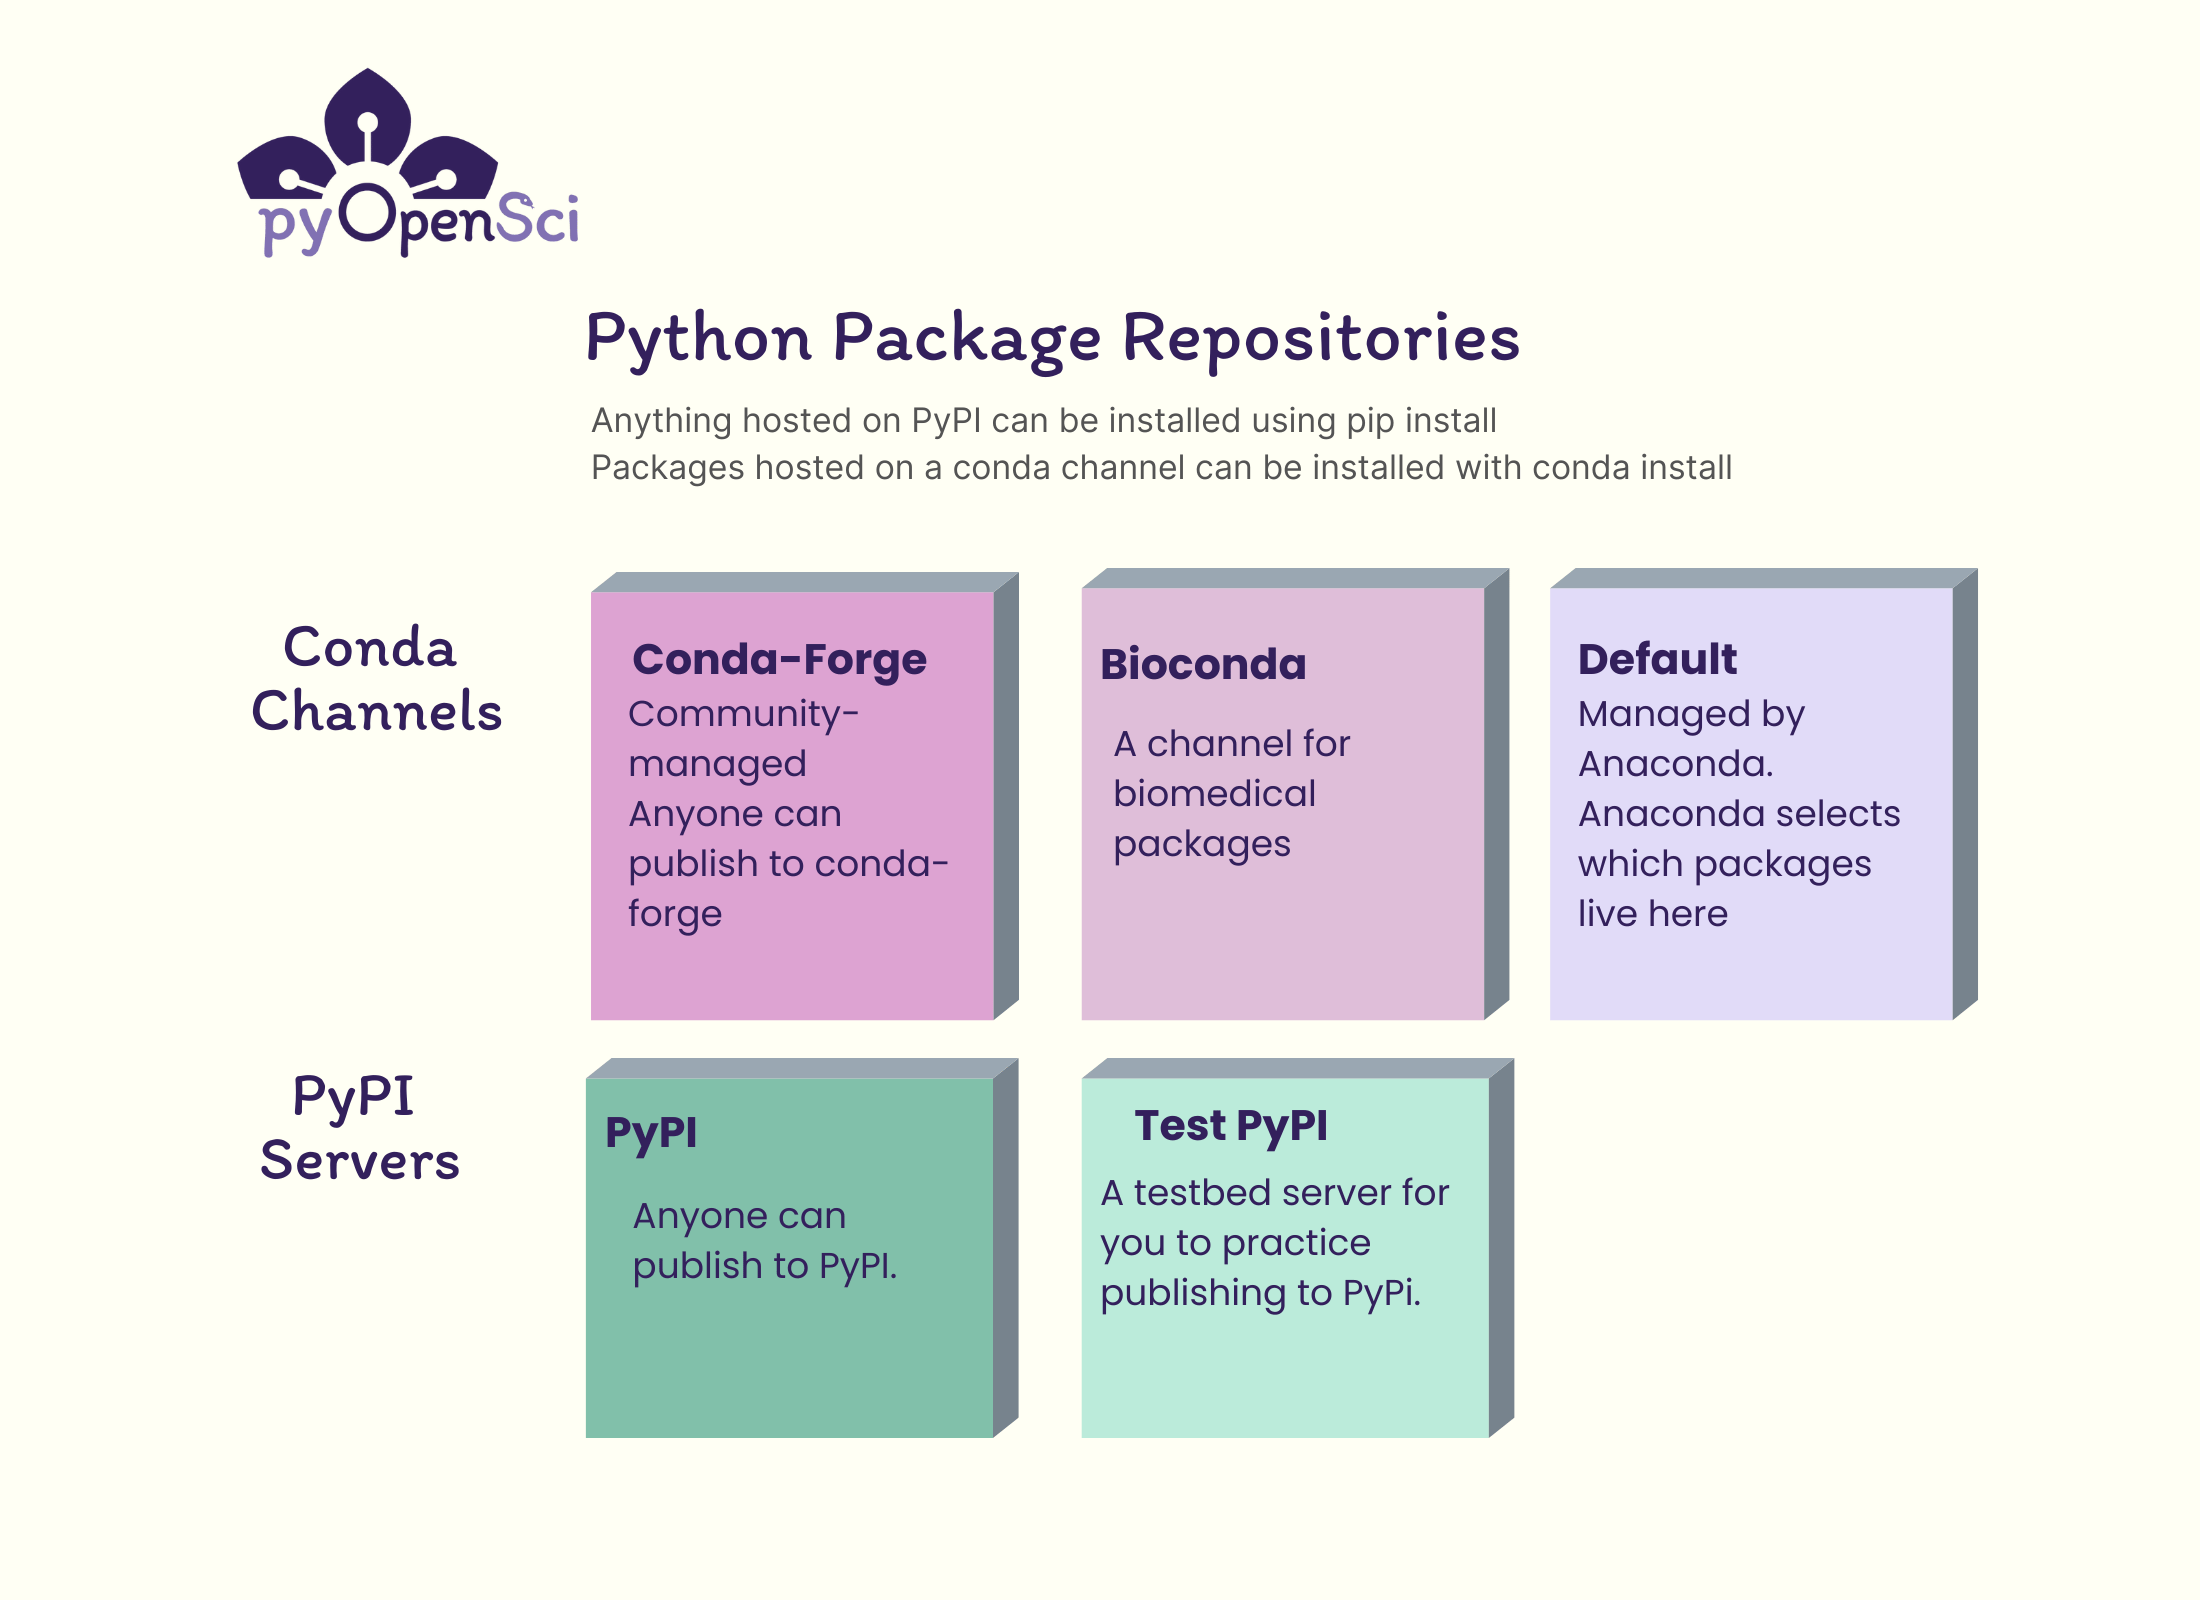 pyOpenSci
Python Package Repositories
Anything hosted on PyPI can be installed using pip install
Packages hosted on a conda channel can be installed with conda install
Conda
Channels
Conda-Forge
Community-
managed
Anyone can
publish to conda-
forge
Bioconda
A channel for
biomedical
packages
Default
Managed by
Anaconda.
Anaconda selects
which packages
live here
PyPI
Servers
PyPI
Anyone can
publish to PyPI.
Test PyPI
A testbed server for
you to practice
publishing to PyPi.